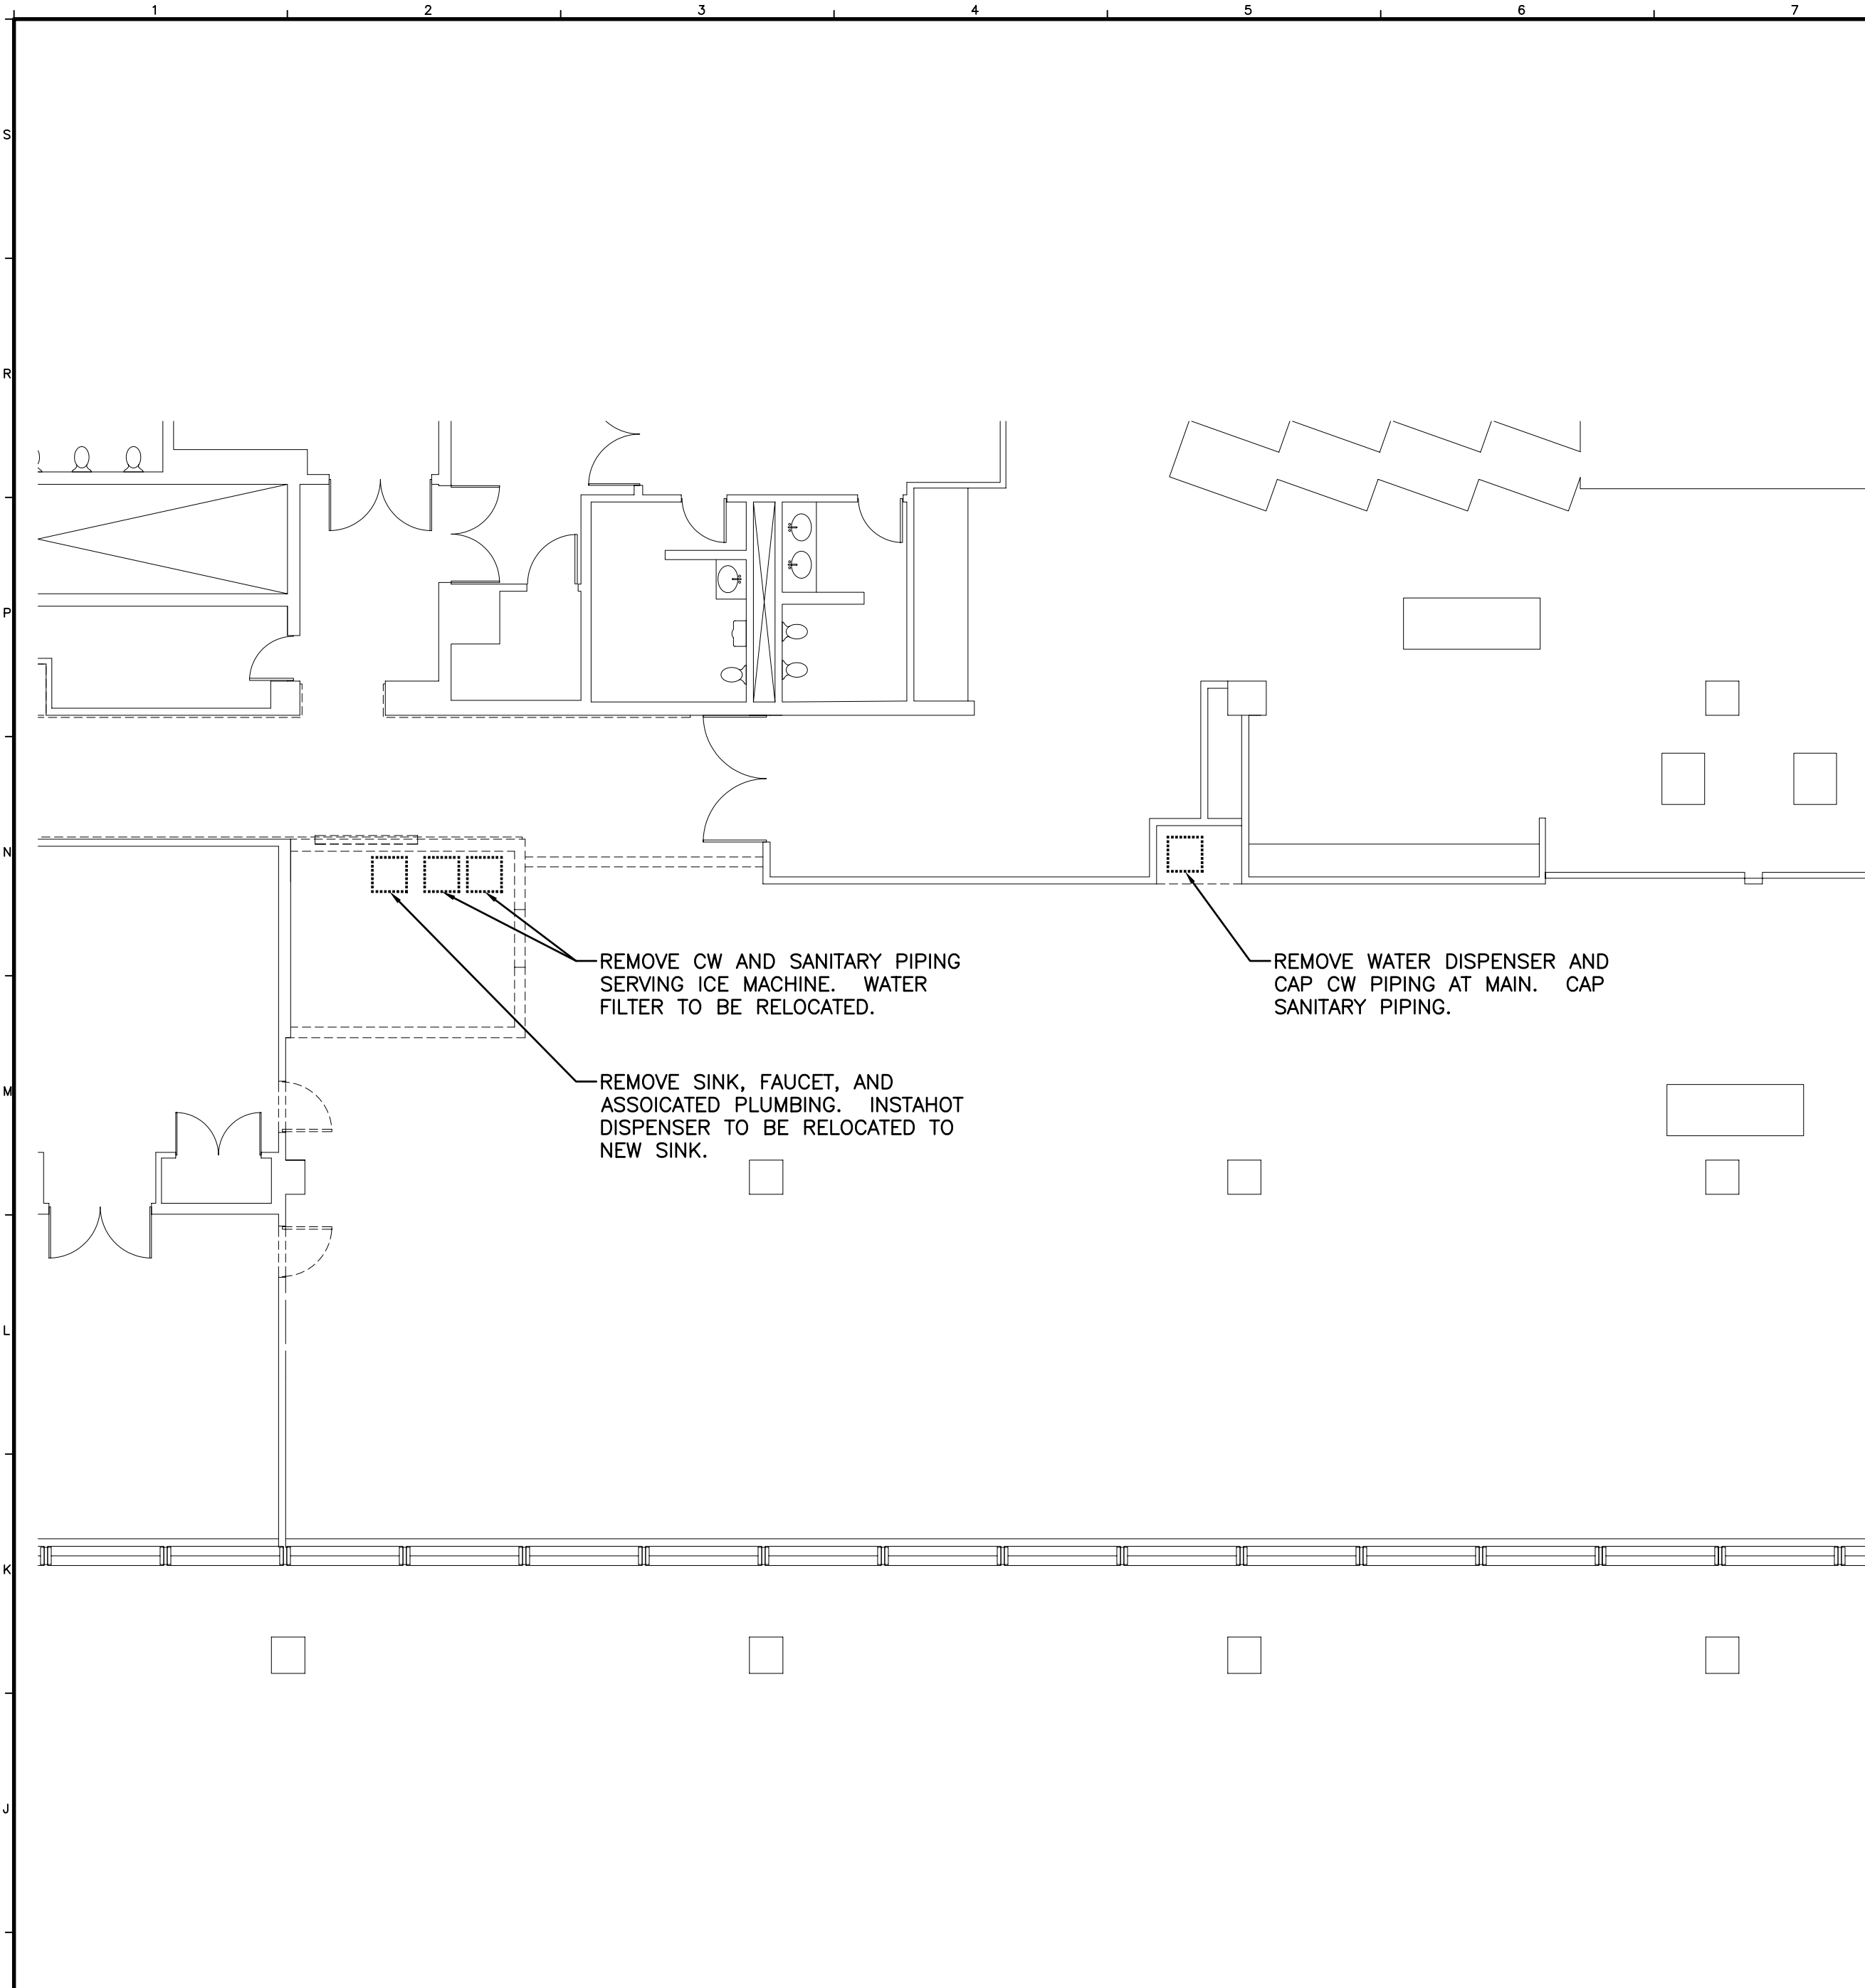 1 2 3 4 5 6 7
S
R
P
N
REMOVE CW AND SANITARY PIPING
SERVING ICE MACHINE. WATER
FILTER TO BE RELOCATED.
REMOVE WATER DISPENSER AND
CAP CW PIPING AT MAIN. CAP
SANITARY PIPING.
M
REMOVE SINK, FAUCET, AND
ASSOICATED PLUMBING. INSTAHOT
DISPENSER TO BE RELOCATED TO
NEW SINK.
L
K
J